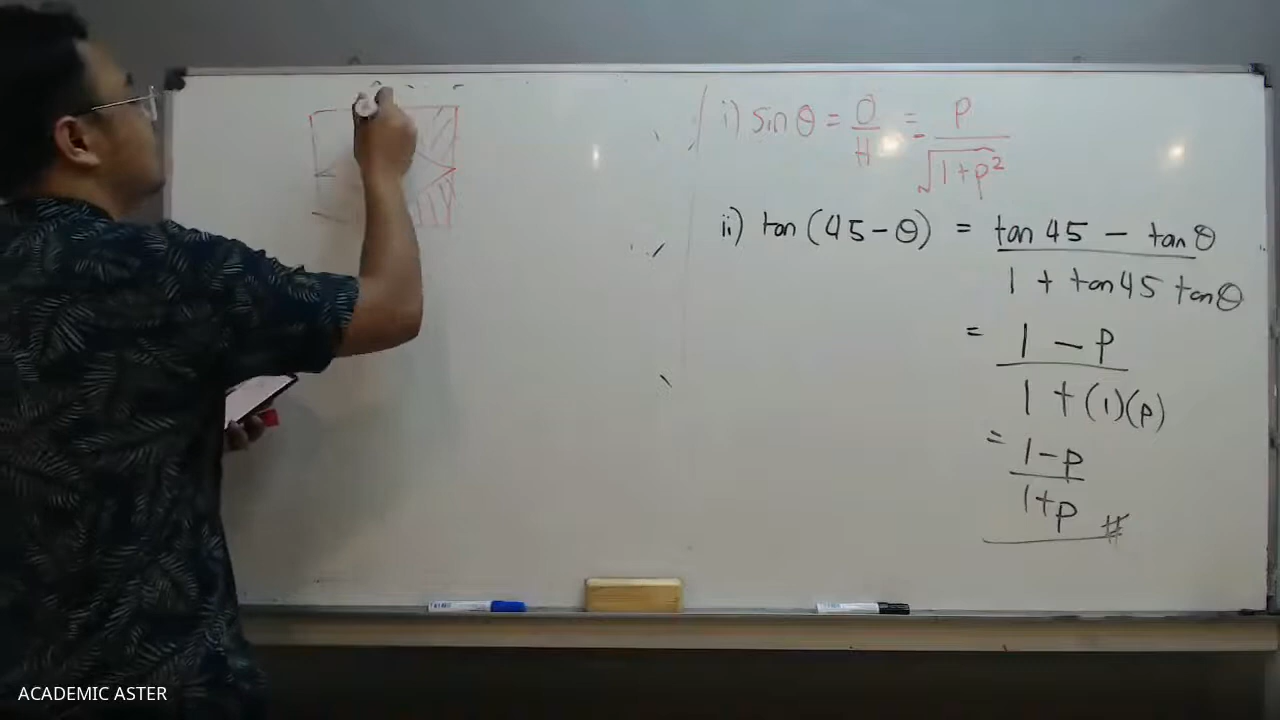 i) sin θ = O/H = p/√(1+p²)
ii) tan (45-θ) = (tan 45 - tan θ)/(1 + tan 45 tan θ)
= (1 - p)/(1 + (1)(p))
= (1-p)/(1+p) #
ACADEMIC ASTER